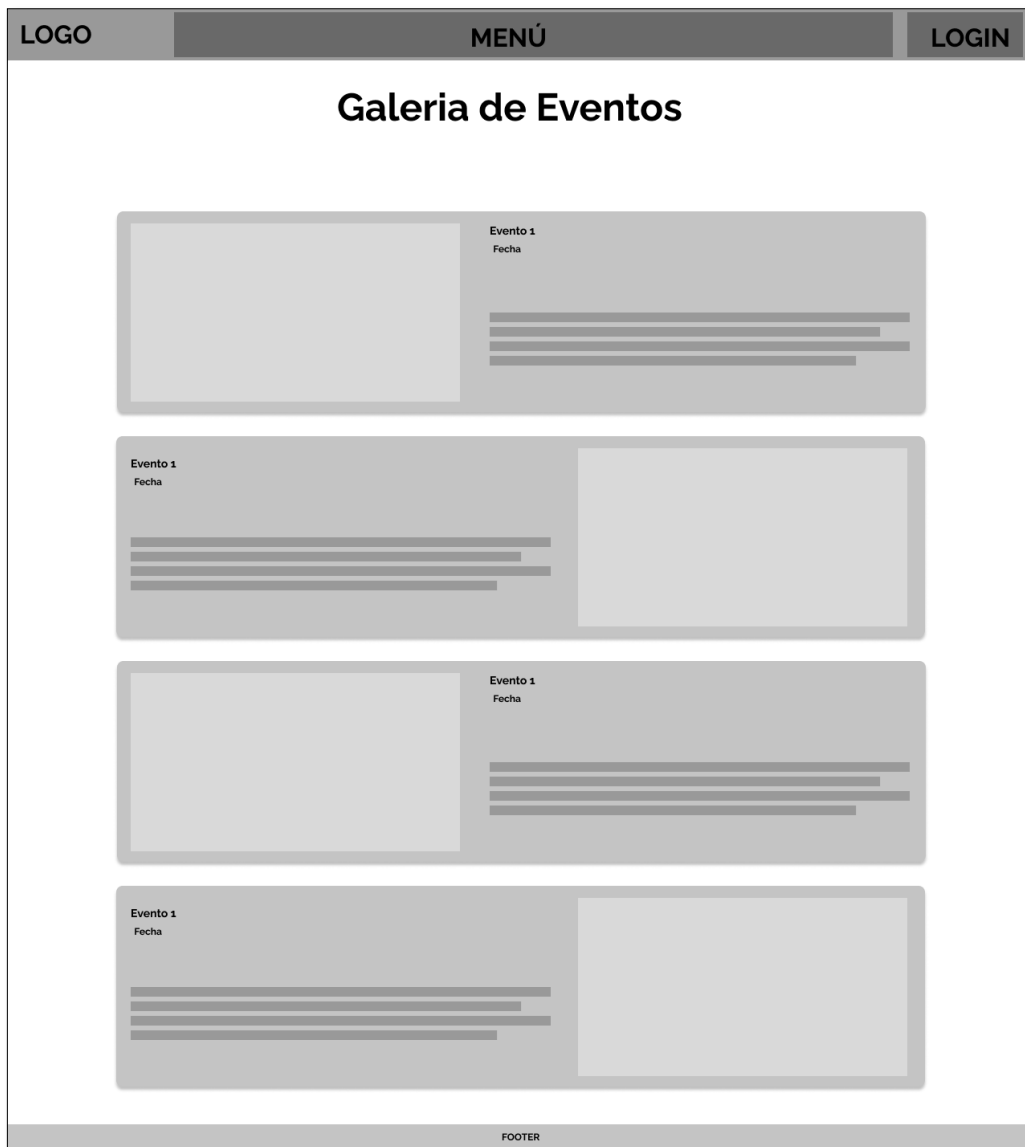 LOGO
MENÚ
LOGIN
Galeria de Eventos
Evento 1
Fecha
Evento 1
Fecha
Evento 1
Fecha
Evento 1
Fecha
FOOTER